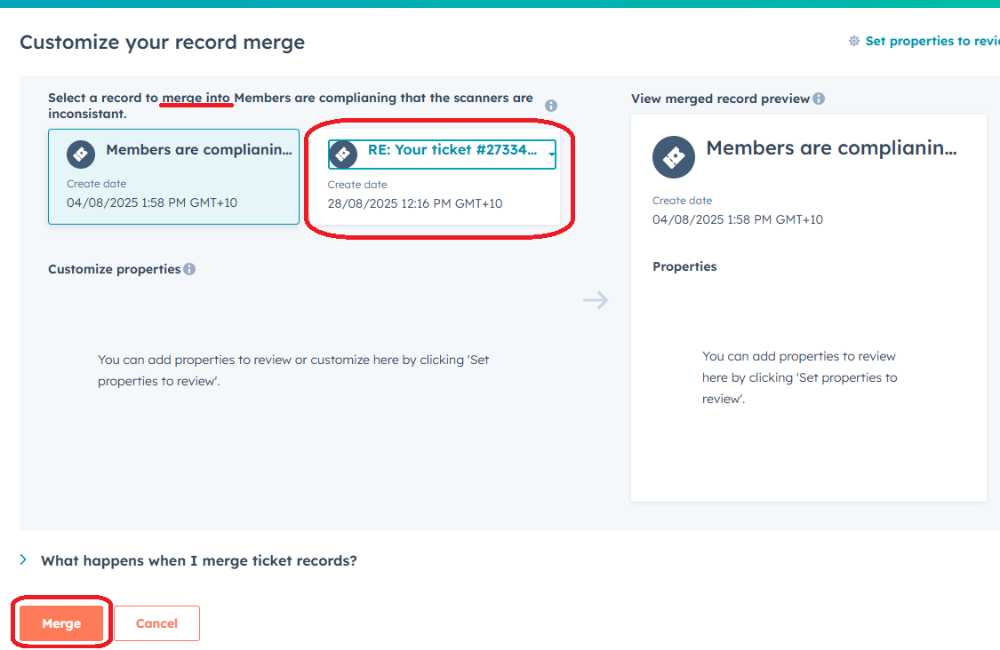 Customize your record merge
Set properties to revie
Select a record to merge into Members are complianing that the scanners are
inconsistant.
Members are complianin...
Create date
04/08/2025 1:58 PM GMT+10
RE: Your ticket #27334...
Create date
28/08/2025 12:16 PM GMT+10
Customize properties
You can add properties to review or customize here by clicking 'Set
properties to review'.
View merged record preview
Members are complianin...
Create date
04/08/2025 1:58 PM GMT+10
Properties
You can add properties to review
here by clicking 'Set properties to
review'.
What happens when I merge ticket records?
Merge
Cancel